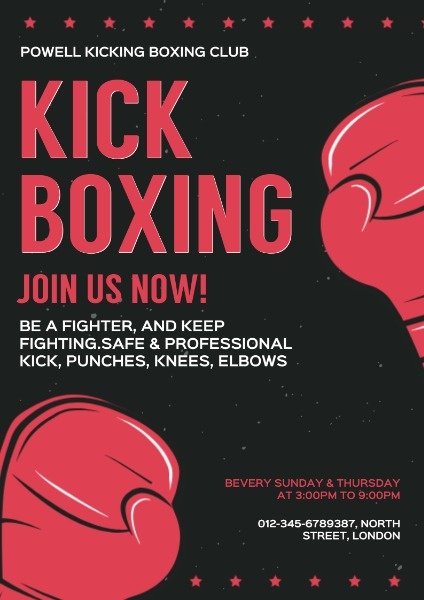 POWELL KICKING BOXING CLUB
KICK
BOXING
JOIN US NOW!
BE A FIGHTER, AND KEEP
FIGHTING.SAFE & PROFESSIONAL
KICK, PUNCHES, KNEES, ELBOWS
BEVERY SUNDAY & THURSDAY
AT 3:00PM TO 9:00PM
012-345-6789387, NORTH
STREET, LONDON